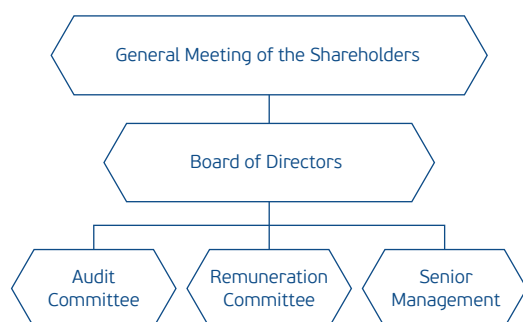 General Meeting of the Shareholders
Board of Directors
Audit
Committee
Remuneration
Committee
Senior
Management